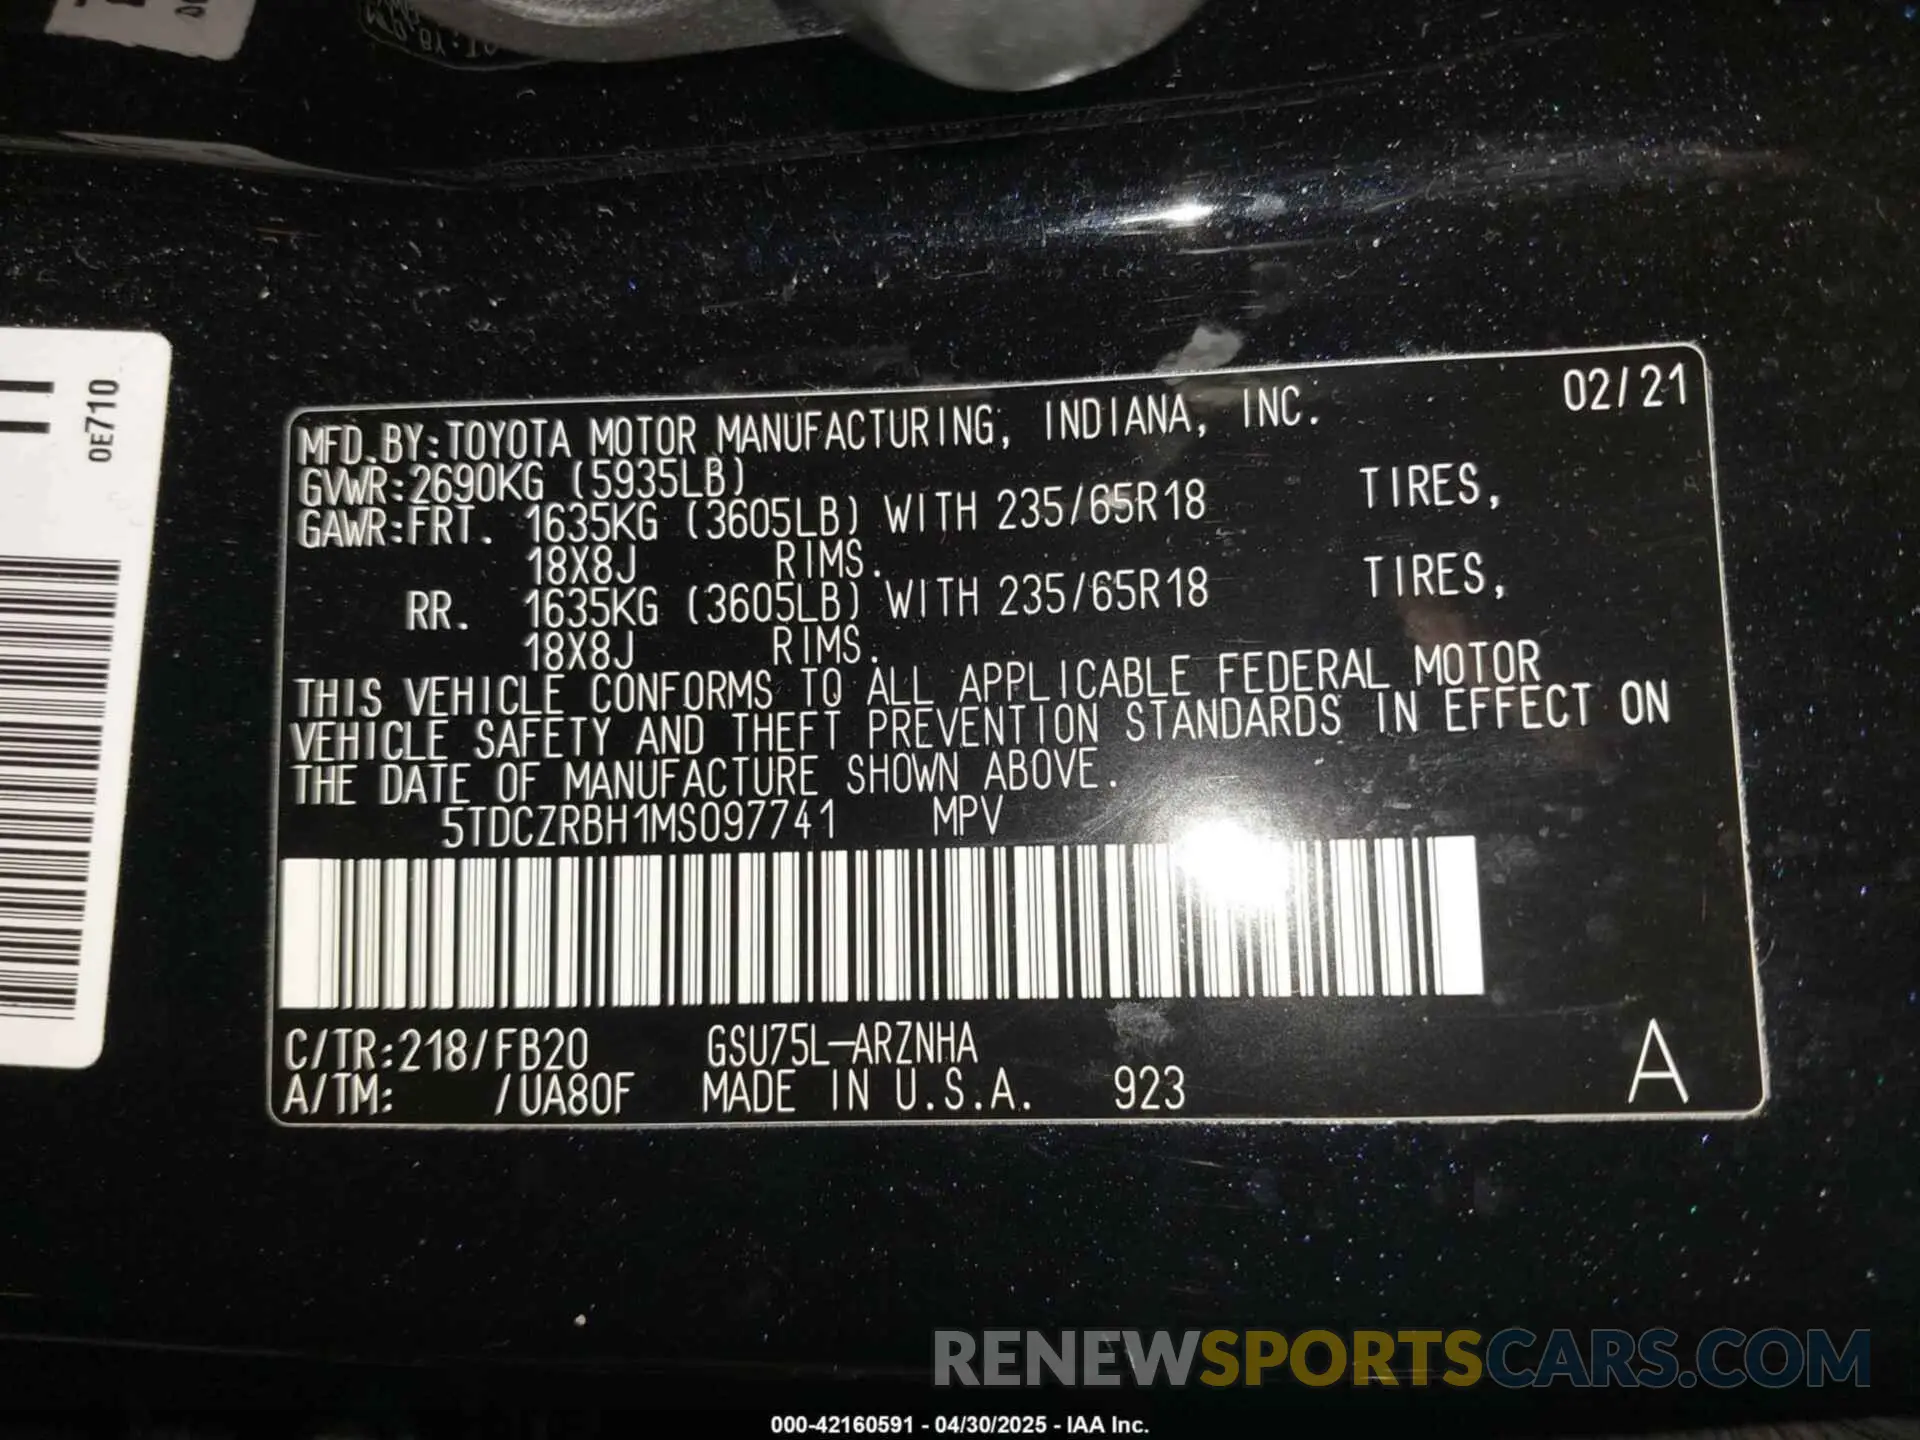 0E710
02/21
MFD.BY:TOYOTA MOTOR MANUFACTURING, INDIANA, INC.
GVWR:2690KG (5935LB)
GAWR:FRT. 1635KG (3605LB) WITH 235/65R18 TIRES,
18X8J RIMS.
RR. 1635KG (3605LB) WITH 235/65R18 TIRES,
18X8J RIMS.
THIS VEHICLE CONFORMS TO ALL APPLICABLE FEDERAL MOTOR
VEHICLE SAFETY AND THEFT PREVENTION STANDARDS IN EFFECT ON
THE DATE OF MANUFACTURE SHOWN ABOVE.
5TDCZRBH1MS097741 MPV
C/TR:218/FB20 GSU75L-ARZNHA
A/TM: /UA80F MADE IN U.S.A. 923 A
RENEWSPORTSCARS.COM
000-42160591 - 04/30/2025 - IAA Inc.